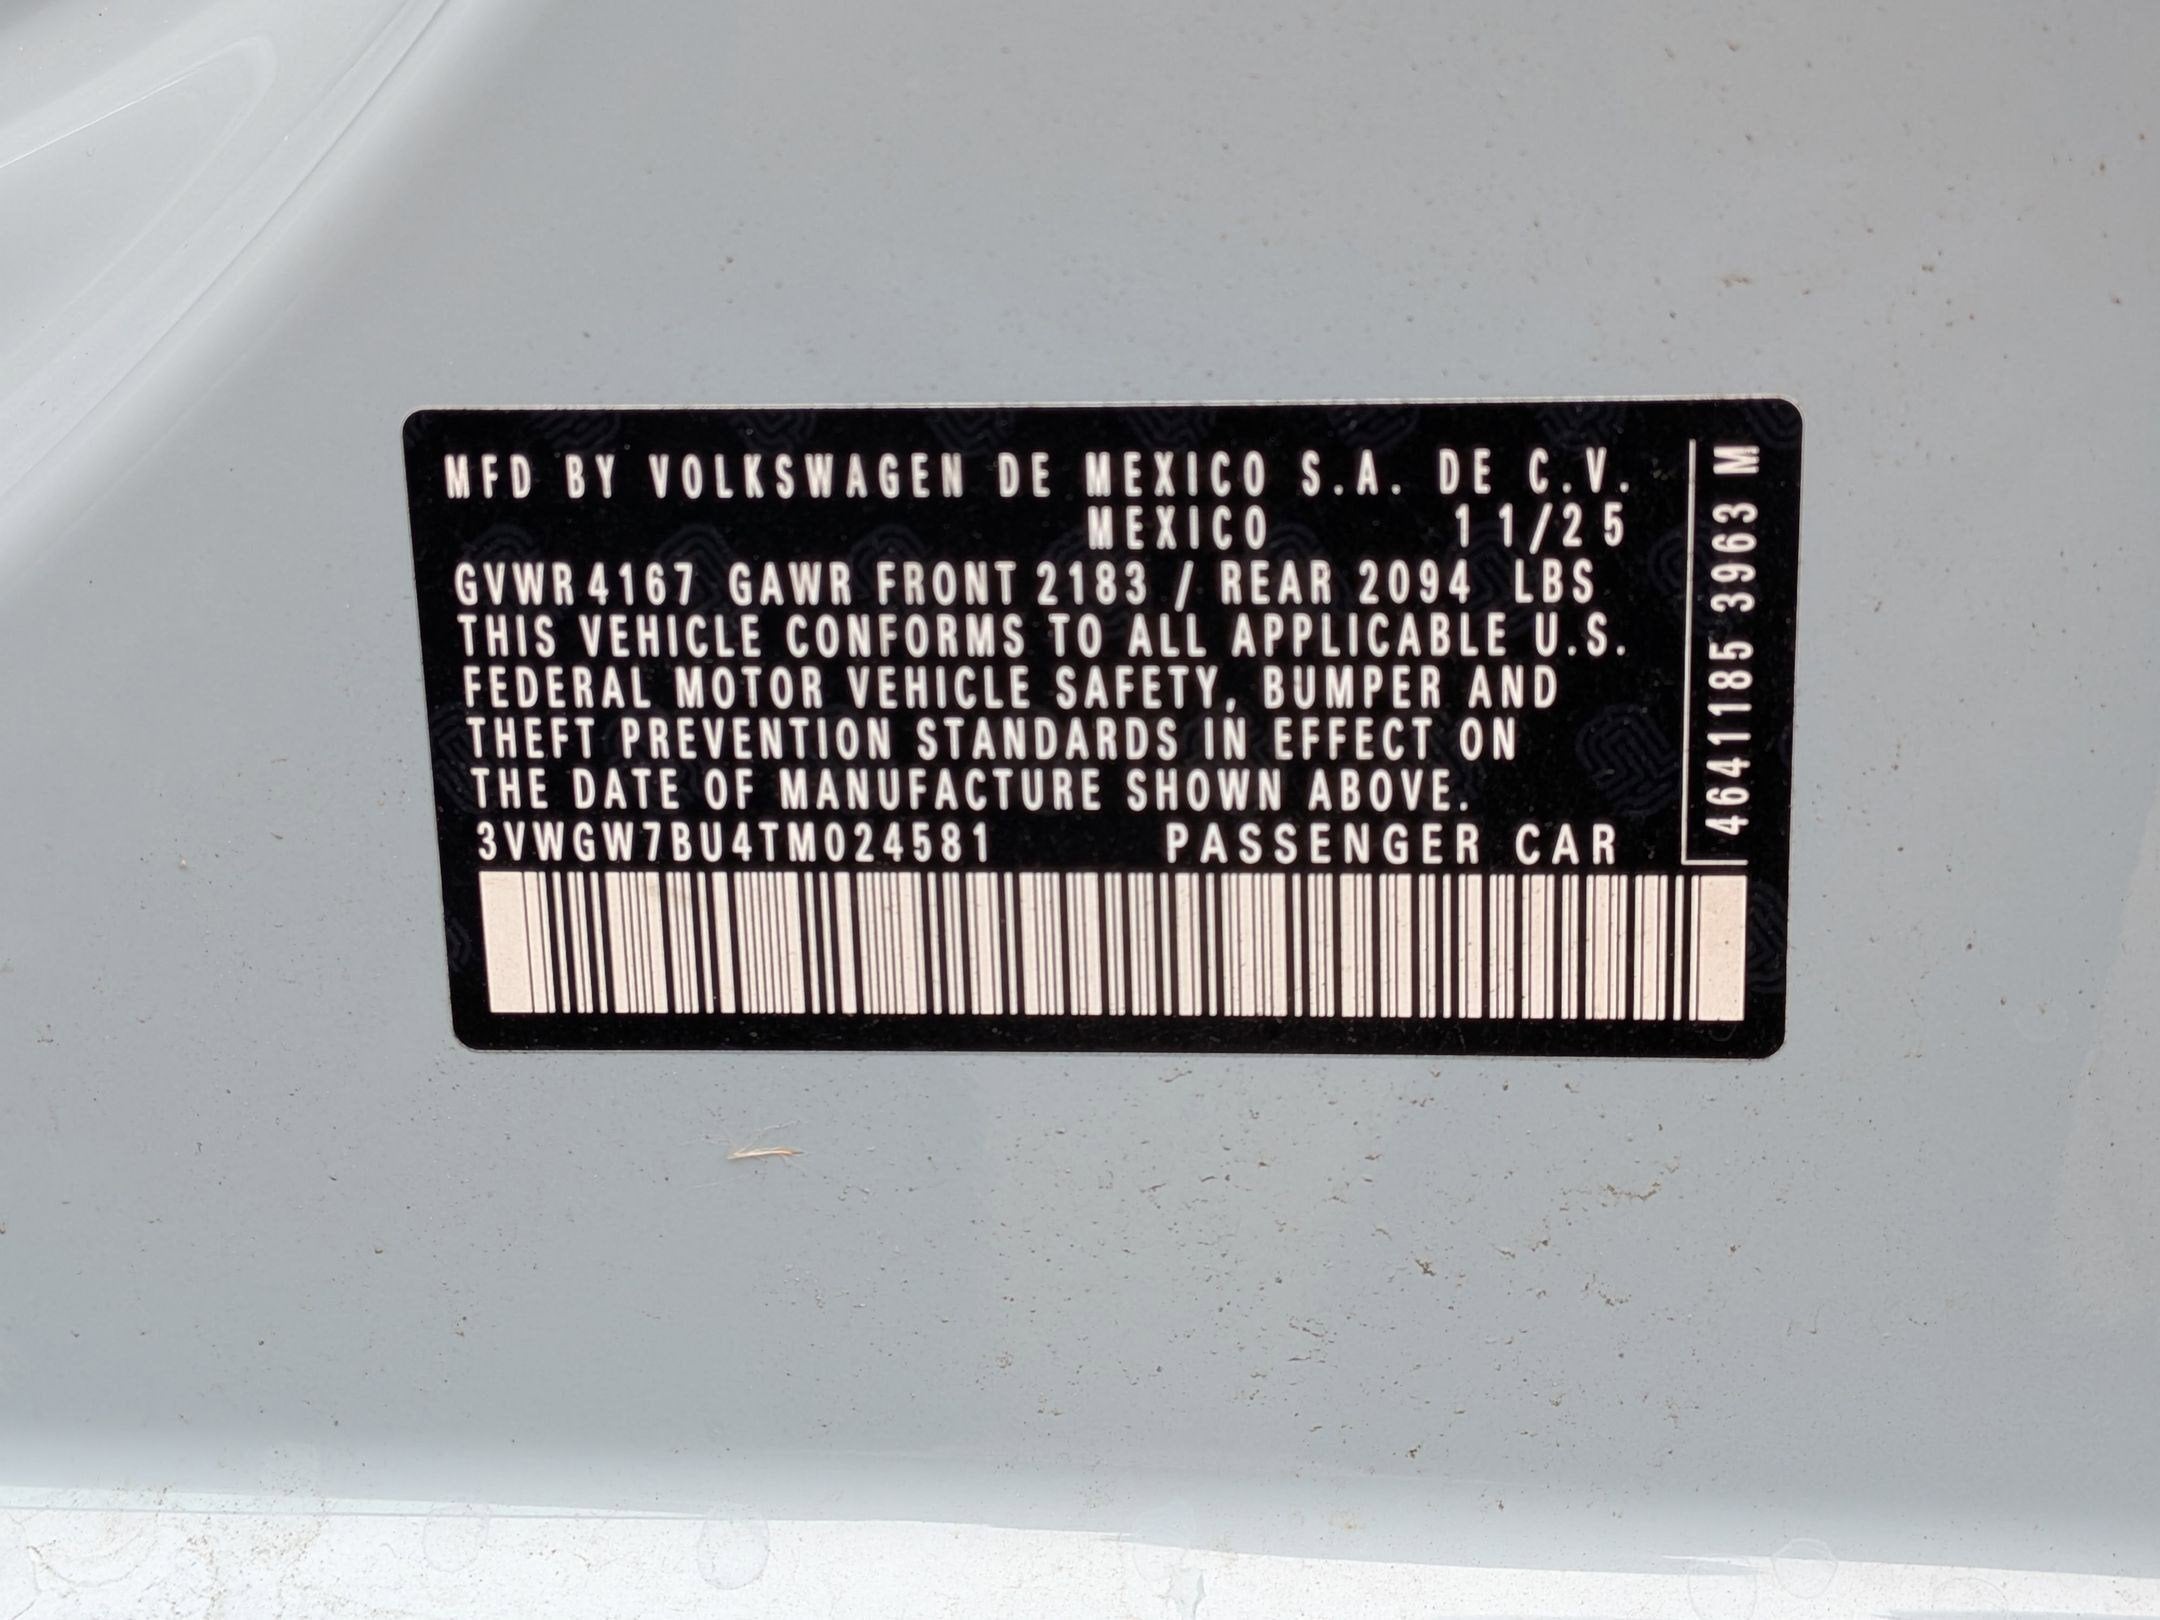 MFD BY VOLKSWAGEN DE MEXICO S.A. DE C.V.
MEXICO 11/25
GVWR 4167 GAWR FRONT 2183 / REAR 2094 LBS
THIS VEHICLE CONFORMS TO ALL APPLICABLE U.S.
FEDERAL MOTOR VEHICLE SAFETY, BUMPER AND
THEFT PREVENTION STANDARDS IN EFFECT ON
THE DATE OF MANUFACTURE SHOWN ABOVE.
3VWGW7BU4TM024581 PASSENGER CAR
4641185 3963 M